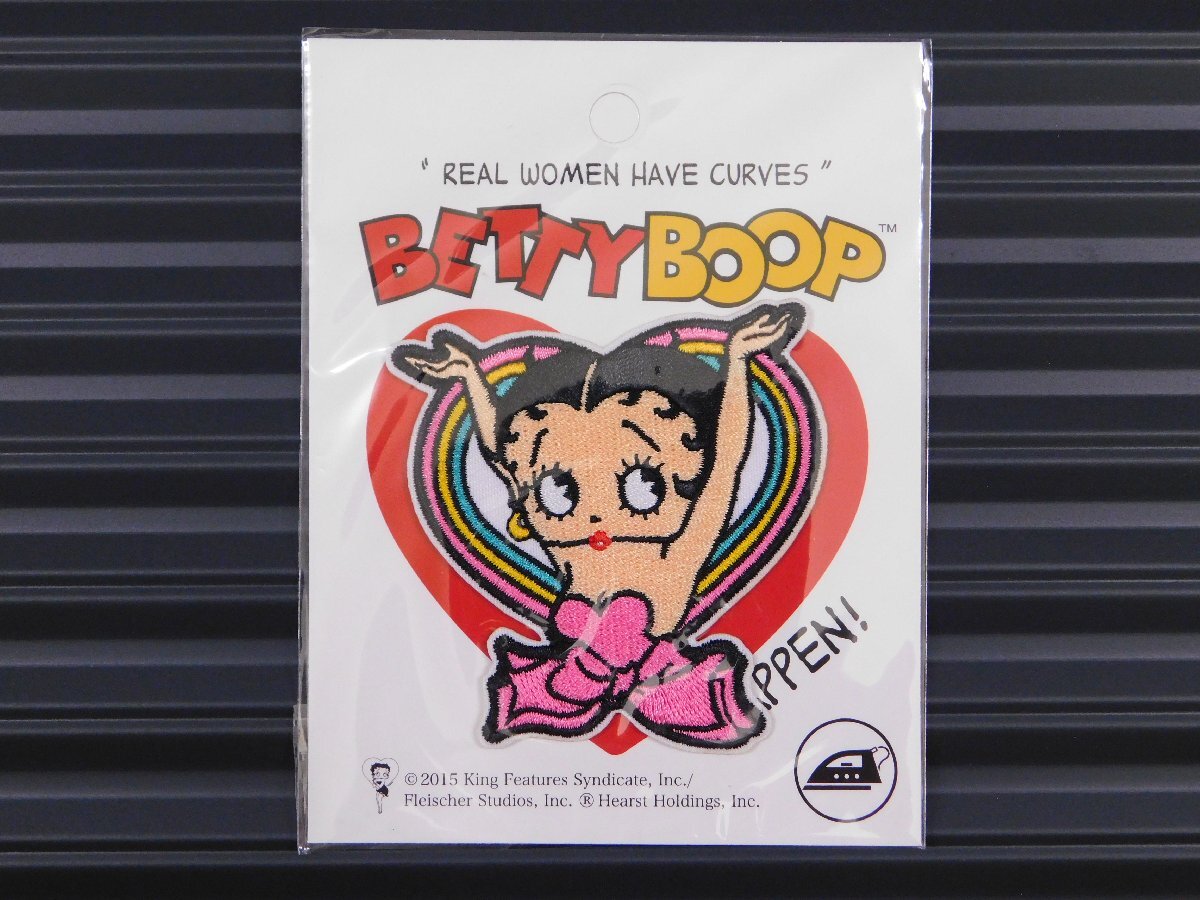 " REAL WOMEN HAVE CURVES "
BETTY BOOP™
PPEN!
©2015 King Features Syndicate, Inc./
Fleischer Studios, Inc. ® Hearst Holdings, Inc.